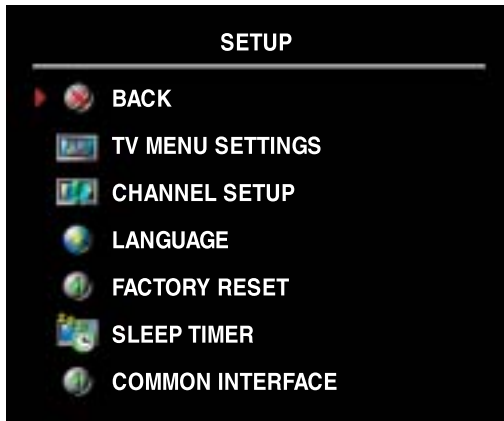 SETUP
BACK
TV MENU SETTINGS
CHANNEL SETUP
LANGUAGE
FACTORY RESET
SLEEP TIMER
COMMON INTERFACE